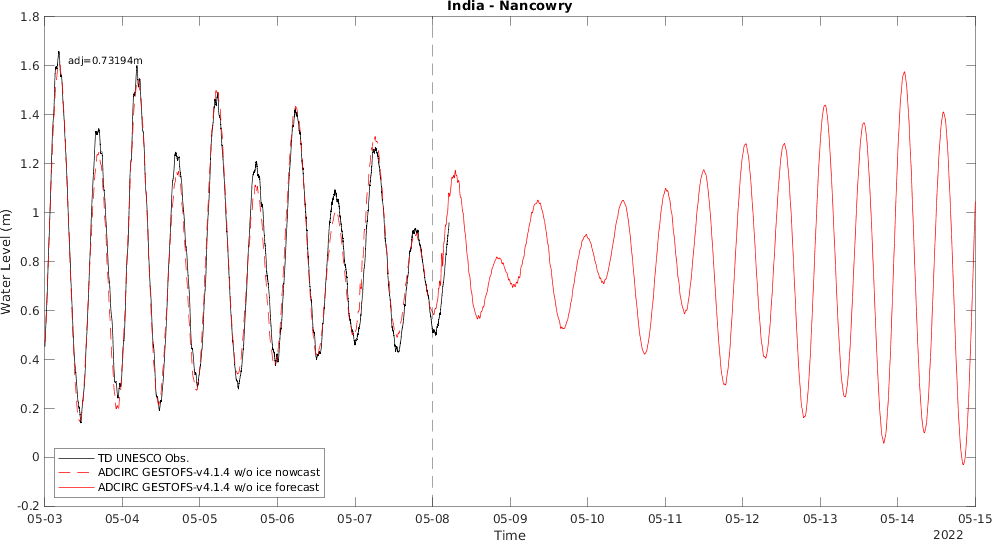 India - Nancowry
1.8
1.6
1.4
1.2
1
0.8
0.6
0.4
0.2
0
-0.2
Water Level (m)
adj=0.73194m
TD UNESCO Obs.
ADCIRC GESTOFS-v4.1.4 w/o ice nowcast
ADCIRC GESTOFS-v4.1.4 w/o ice forecast
05-03 05-04 05-05 05-06 05-07 05-08 05-09 05-10 05-11 05-12 05-13 05-14 05-15
Time
2022